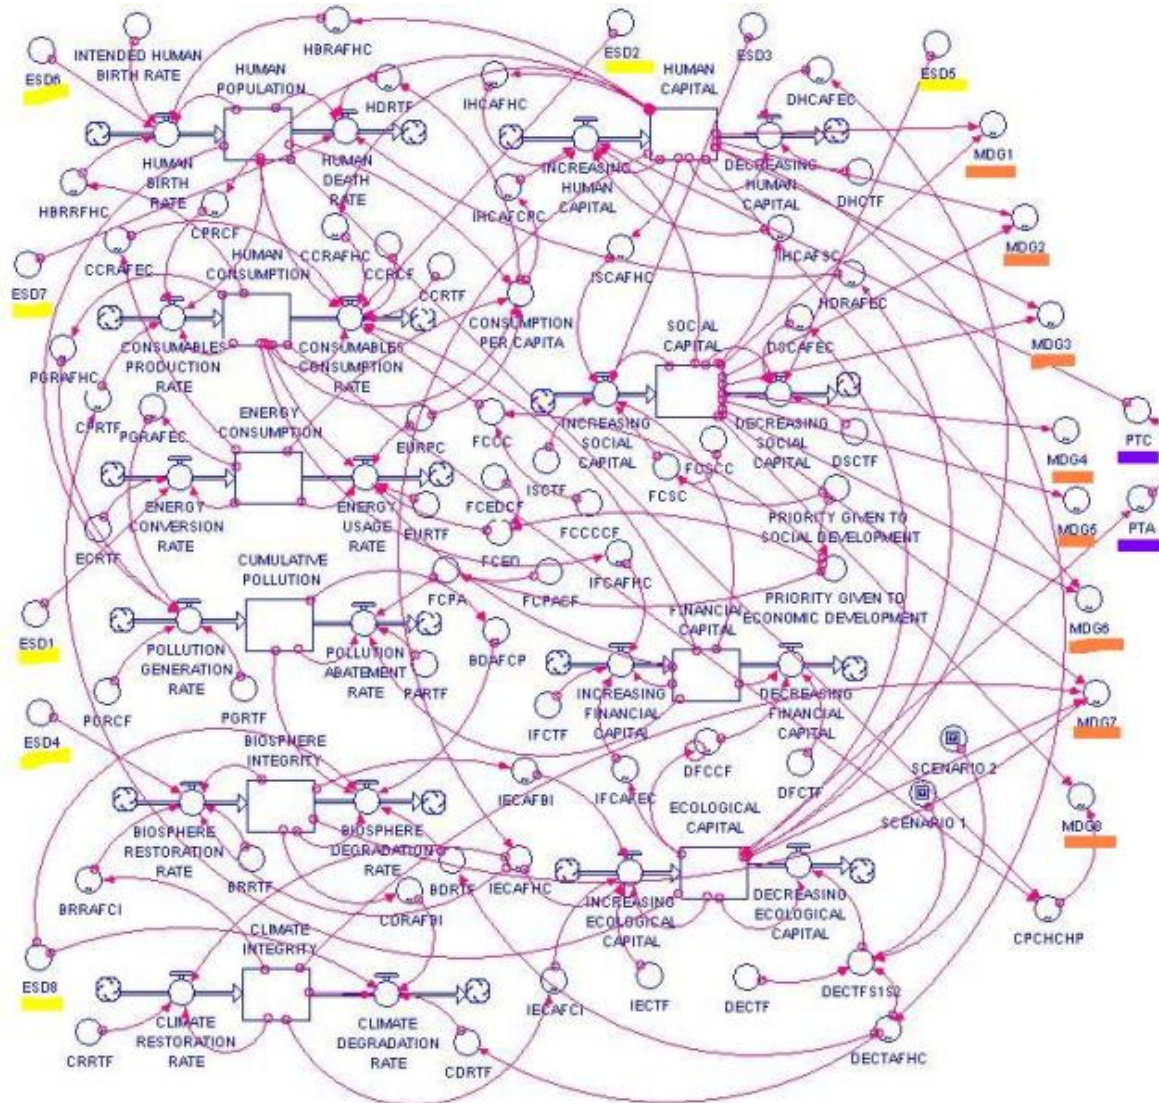 ESD6
INTENDED HUMAN
BIRTH RATE
HBRAFHC
ESD2
ESD3
ESD5
HUMAN
POPULATION
HDRTF
IHCAFHC
HUMAN
CAPITAL
DHCAFEC
MDG1
HUMAN
BIRTH
RATE
HUMAN
DEATH
RATE
INCREASING
HUMAN
CAPITAL
DECREASING
HUMAN
CAPITAL
HBRRFHC
CPRCF
IHCAFCPC
DHCTF
MDG2
CCRAFEC
HUMAN
CONSUMPTION
CCRAFHC
CCRCF
CCRTF
ISCAFHC
IHCAFSC
HDRAFEC
ESD7
CONSUMPTION
PER CAPITA
SOCIAL
CAPITAL
DSCAFEC
MDG3
PGRAFHC
CONSUMABLES
PRODUCTION
RATE
CONSUMABLES
CONSUMPTION
RATE
CPRTF
PGRAFEC
ENERGY
CONSUMPTION
EURPC
FCCC
INCREASING
SOCIAL
CAPITAL
DECREASING
SOCIAL
CAPITAL
FCSCC
DSCTF
PTC
MDG4
ISCTF
FCSC
FCEDCF
FCCCCF
PRIORITY GIVEN TO
SOCIAL DEVELOPMENT
MDG5
PTA
ECRTF
ENERGY
CONVERSION
RATE
ENERGY
USAGE
RATE
EURTF
FCED
IFCAFHC
CUMULATIVE
POLLUTION
FCPA
FCPACF
FINANCIAL
CAPITAL
PRIORITY GIVEN TO
ECONOMIC DEVELOPMENT
ESD1
MDG6
POLLUTION
GENERATION
RATE
POLLUTION
ABATEMENT
RATE
BDAFCP
PARTF
INCREASING
FINANCIAL
CAPITAL
DECREASING
FINANCIAL
CAPITAL
PGRCF
PGRTF
IFCTF
MDG7
ESD4
BIOSPHERE
INTEGRITY
IECAFBI
IFCAFEC
DFCCF
DFCTF
SCENARIO 2
SCENARIO 1
ECOLOGICAL
CAPITAL
MDG8
BIOSPHERE
RESTORATION
RATE
BIOSPHERE
DEGRADATION
RATE
BRRTF
BDRTF
IECAFHC
BRRAFCI
CDRAFBI
INCREASING
ECOLOGICAL
CAPITAL
DECREASING
ECOLOGICAL
CAPITAL
CPCHCHP
CLIMATE
INTEGRITY
ESD8
IECAFCI
IECTF
DECTF
DECTFS1S2
CLIMATE
RESTORATION
RATE
CLIMATE
DEGRADATION
RATE
CRRTF
CDRTF
DECTAFHC